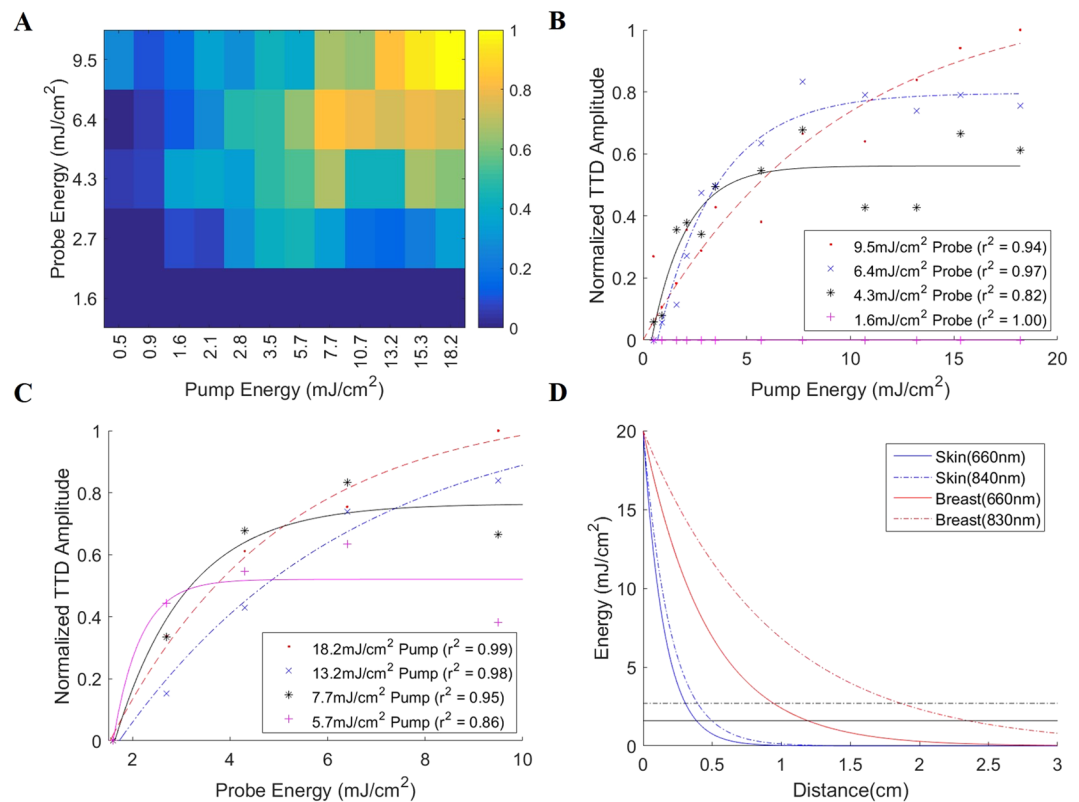 A
Probe Energy (mJ/cm²)
9.5
6.4
4.3
2.7
1.6
0.5 0.9 1.6 2.1 2.8 3.5 5.7 7.7 10.7 13.2 15.3 18.2
Pump Energy (mJ/cm²)
1
0.8
0.6
0.4
0.2
0
B
Normalized TTD Amplitude
1
0.8
0.6
0.4
0.2
0
0 5 10 15 20
Pump Energy (mJ/cm²)
9.5mJ/cm² Probe (r² = 0.94)
6.4mJ/cm² Probe (r² = 0.97)
4.3mJ/cm² Probe (r² = 0.82)
1.6mJ/cm² Probe (r² = 1.00)
C
Normalized TTD Amplitude
1
0.8
0.6
0.4
0.2
0
2 4 6 8 10
Probe Energy (mJ/cm²)
18.2mJ/cm² Pump (r² = 0.99)
13.2mJ/cm² Pump (r² = 0.98)
7.7mJ/cm² Pump (r² = 0.95)
5.7mJ/cm² Pump (r² = 0.86)
D
Energy (mJ/cm²)
20
15
10
5
0
0 0.5 1 1.5 2 2.5 3
Distance(cm)
Skin(660nm)
Skin(840nm)
Breast(660nm)
Breast(830nm)